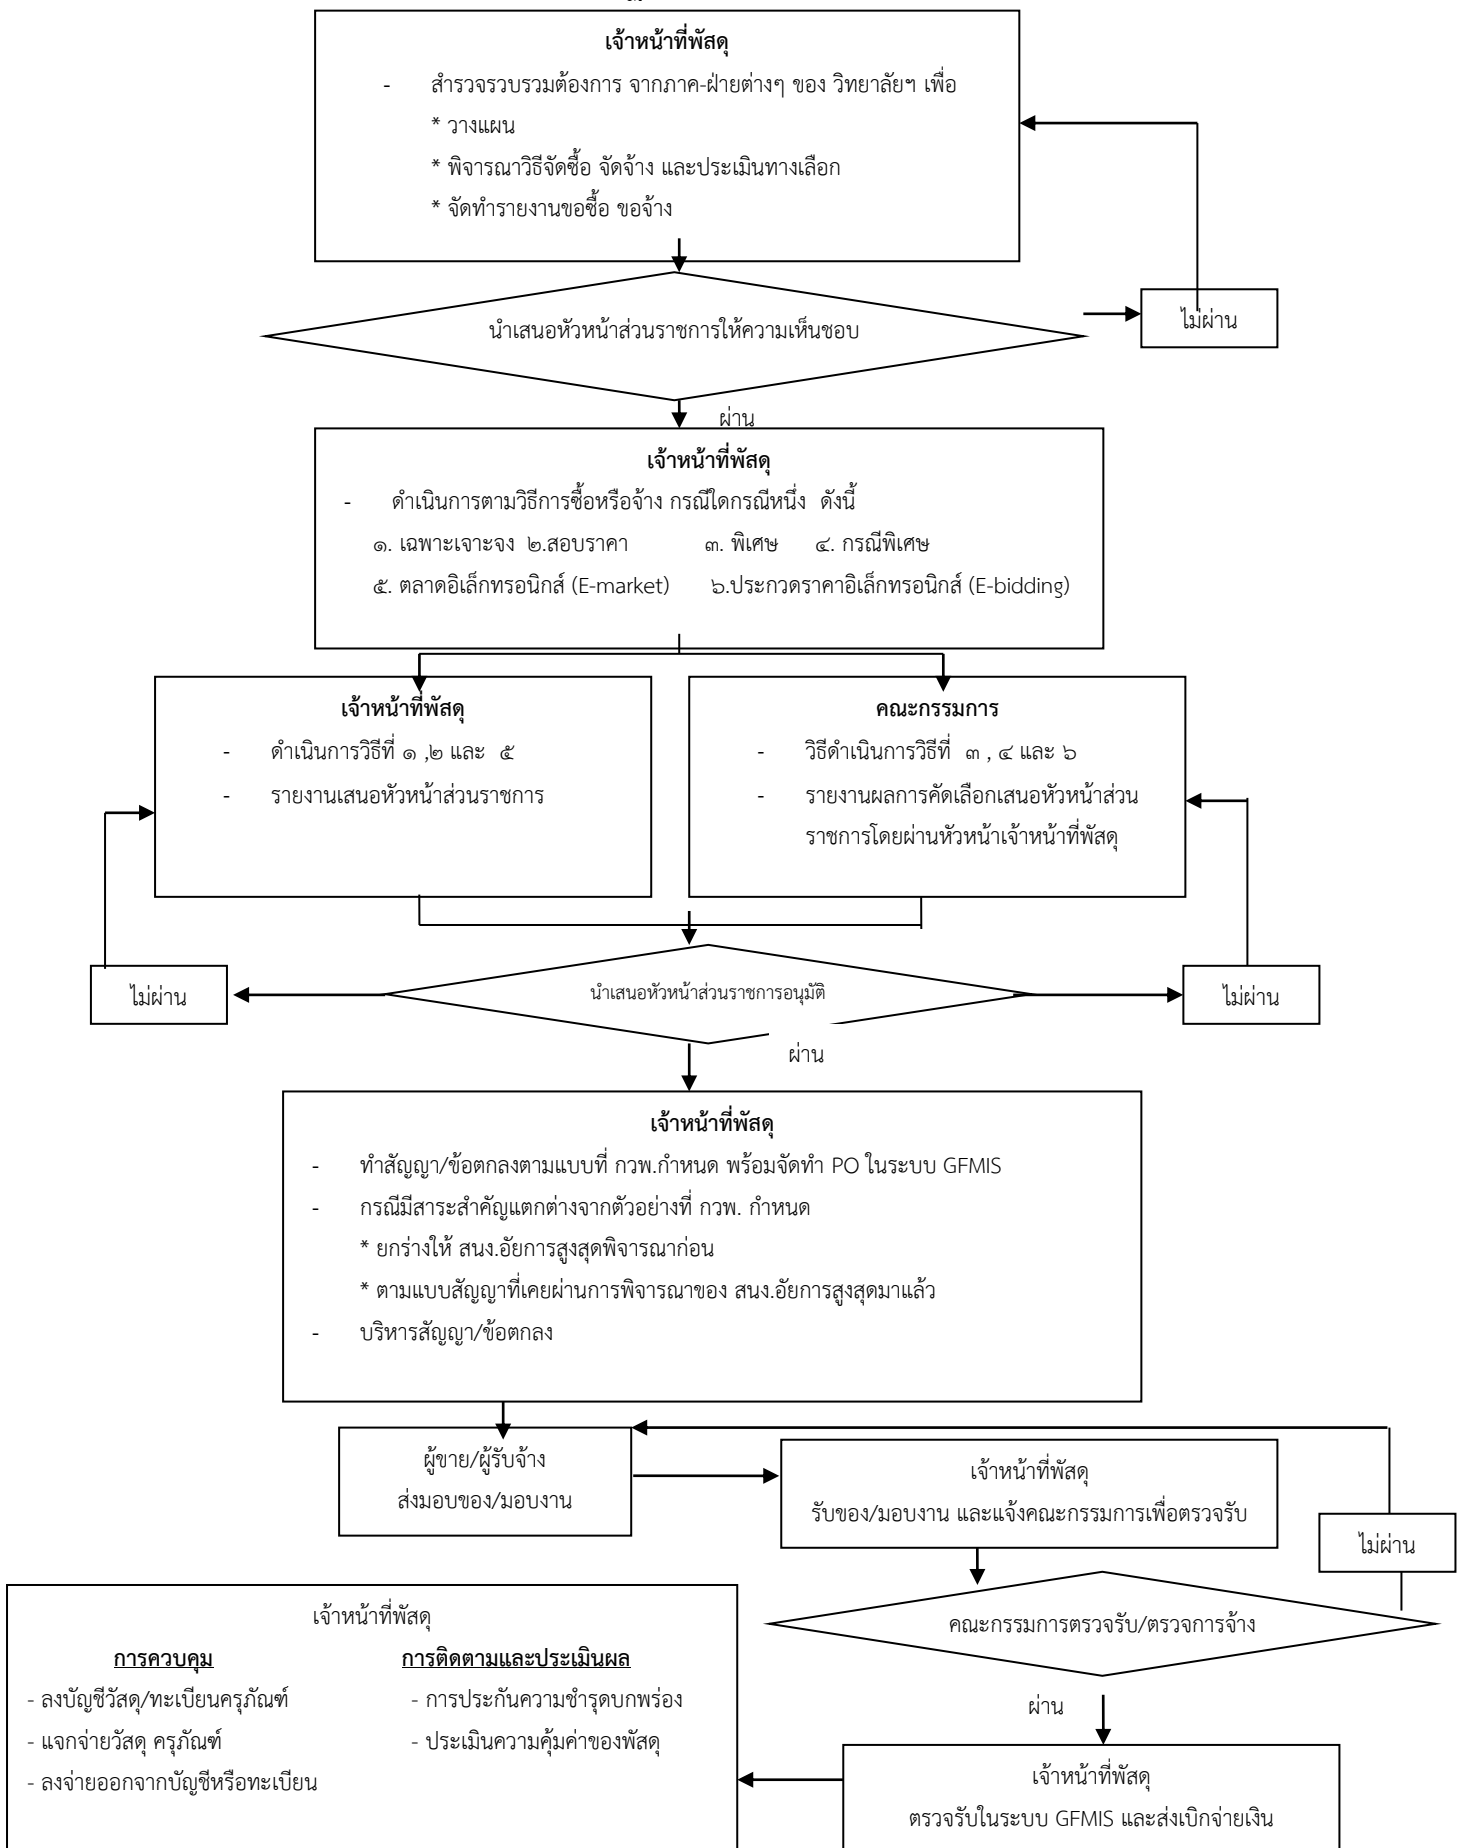 เจ้าหน้าที่พัสดุ
- สำรวจรวบรวมต้องการ จากภาค-ฝ่ายต่างๆ ของ วิทยาลัยฯ เพื่อ
* วางแผน
* พิจารณาวิธีจัดซื้อ จัดจ้าง และประเมินทางเลือก
* จัดทำรายงานขอซื้อ ขอจ้าง
นำเสนอหัวหน้าส่วนราชการให้ความเห็นชอบ
ไม่ผ่าน
ผ่าน
เจ้าหน้าที่พัสดุ
- ดำเนินการตามวิธีการซื้อหรือจ้าง กรณีใดกรณีหนึ่ง ดังนี้
๑. เฉพาะเจาะจง ๒.สอบราคา ๓. พิเศษ ๔. กรณีพิเศษ
๕. ตลาดอิเล็กทรอนิกส์ (E-market) ๖.ประกวดราคาอิเล็กทรอนิกส์ (E-bidding)
เจ้าหน้าที่พัสดุ
- ดำเนินการวิธีที่ ๑ ,๒ และ ๕
- รายงานเสนอหัวหน้าส่วนราชการ
คณะกรรมการ
- วิธีดำเนินการวิธีที่ ๓ , ๔ และ ๖
- รายงานผลการคัดเลือกเสนอหัวหน้าส่วน
ราชการโดยผ่านหัวหน้าเจ้าหน้าที่พัสดุ
ไม่ผ่าน
นำเสนอหัวหน้าส่วนราชการอนุมัติ
ไม่ผ่าน
ผ่าน
เจ้าหน้าที่พัสดุ
- ทำสัญญา/ข้อตกลงตามแบบที่ กวพ.กำหนด พร้อมจัดทำ PO ในระบบ GFMIS
- กรณีมีสาระสำคัญแตกต่างจากตัวอย่างที่ กวพ. กำหนด
* ยกร่างให้ สนง.อัยการสูงสุดพิจารณาก่อน
* ตามแบบสัญญาที่เคยผ่านการพิจารณาของ สนง.อัยการสูงสุดมาแล้ว
- บริหารสัญญา/ข้อตกลง
ผู้ขาย/ผู้รับจ้าง
ส่งมอบของ/มอบงาน
เจ้าหน้าที่พัสดุ
รับของ/มอบงาน และแจ้งคณะกรรมการเพื่อตรวจรับ
ไม่ผ่าน
คณะกรรมการตรวจรับ/ตรวจการจ้าง
ผ่าน
เจ้าหน้าที่พัสดุ
ตรวจรับในระบบ GFMIS และส่งเบิกจ่ายเงิน
เจ้าหน้าที่พัสดุ
การควบคุม
- ลงบัญชีวัสดุ/ทะเบียนครุภัณฑ์
- แจกจ่ายวัสดุ ครุภัณฑ์
- ลงจ่ายออกจากบัญชีหรือทะเบียน
การติดตามและประเมินผล
- การประกันความชำรุดบกพร่อง
- ประเมินความคุ้มค่าของพัสดุ